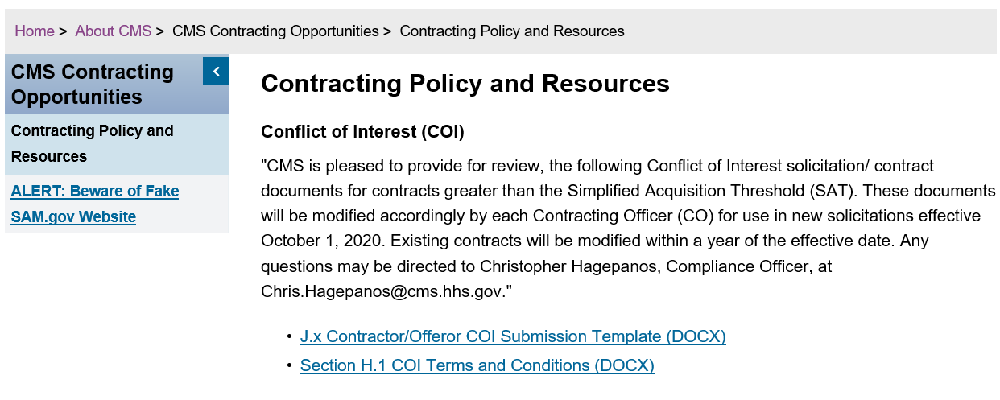 Home > About CMS > CMS Contracting Opportunities > Contracting Policy and Resources
CMS Contracting
Opportunities
Contracting Policy and
Resources
ALERT: Beware of Fake
SAM.gov Website
Contracting Policy and Resources
Conflict of Interest (COI)
"CMS is pleased to provide for review, the following Conflict of Interest solicitation/ contract
documents for contracts greater than the Simplified Acquisition Threshold (SAT). These documents
will be modified accordingly by each Contracting Officer (CO) for use in new solicitations effective
October 1, 2020. Existing contracts will be modified within a year of the effective date. Any
questions may be directed to Christopher Hagepanos, Compliance Officer, at
Chris.Hagepanos@cms.hhs.gov."
• J.x Contractor/Offeror COI Submission Template (DOCX)
• Section H.1 COI Terms and Conditions (DOCX)